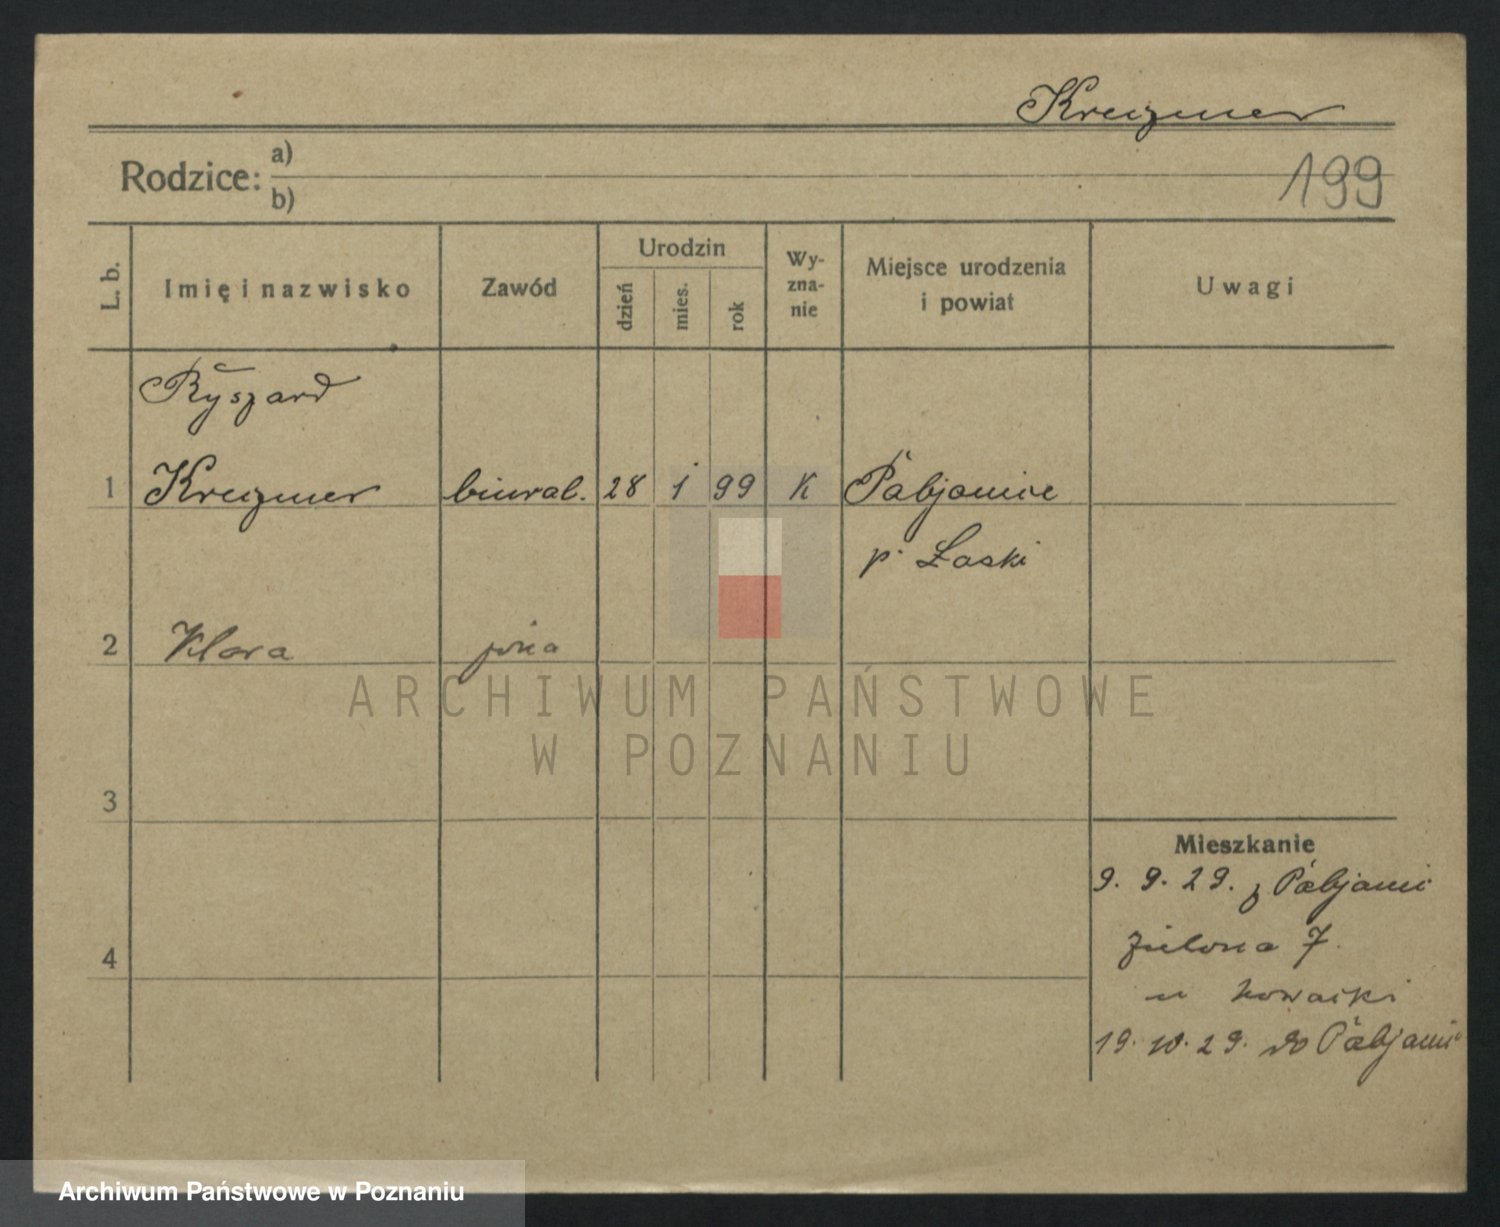 Kreizmer
Rodzice: a)
b)
199
L. b.
Imię i nazwisko
Zawód
Urodzin
dzień
mies.
rok
Wy-
zna-
nie
Miejsce urodzenia
i powiat
Uwagi
Ryszard
1 Kreizmer biural. 28 1 99 K Pabjanice
p. Łaski
2 Klara żona
3
4
Mieszkanie
9. 9. 29. z Pabjanic
Zielona 7.
u
19. 10. 29. do Pabjanic
ARCHIWUM PAŃSTWOWE
W POZNANIU
Archiwum Państwowe w Poznaniu